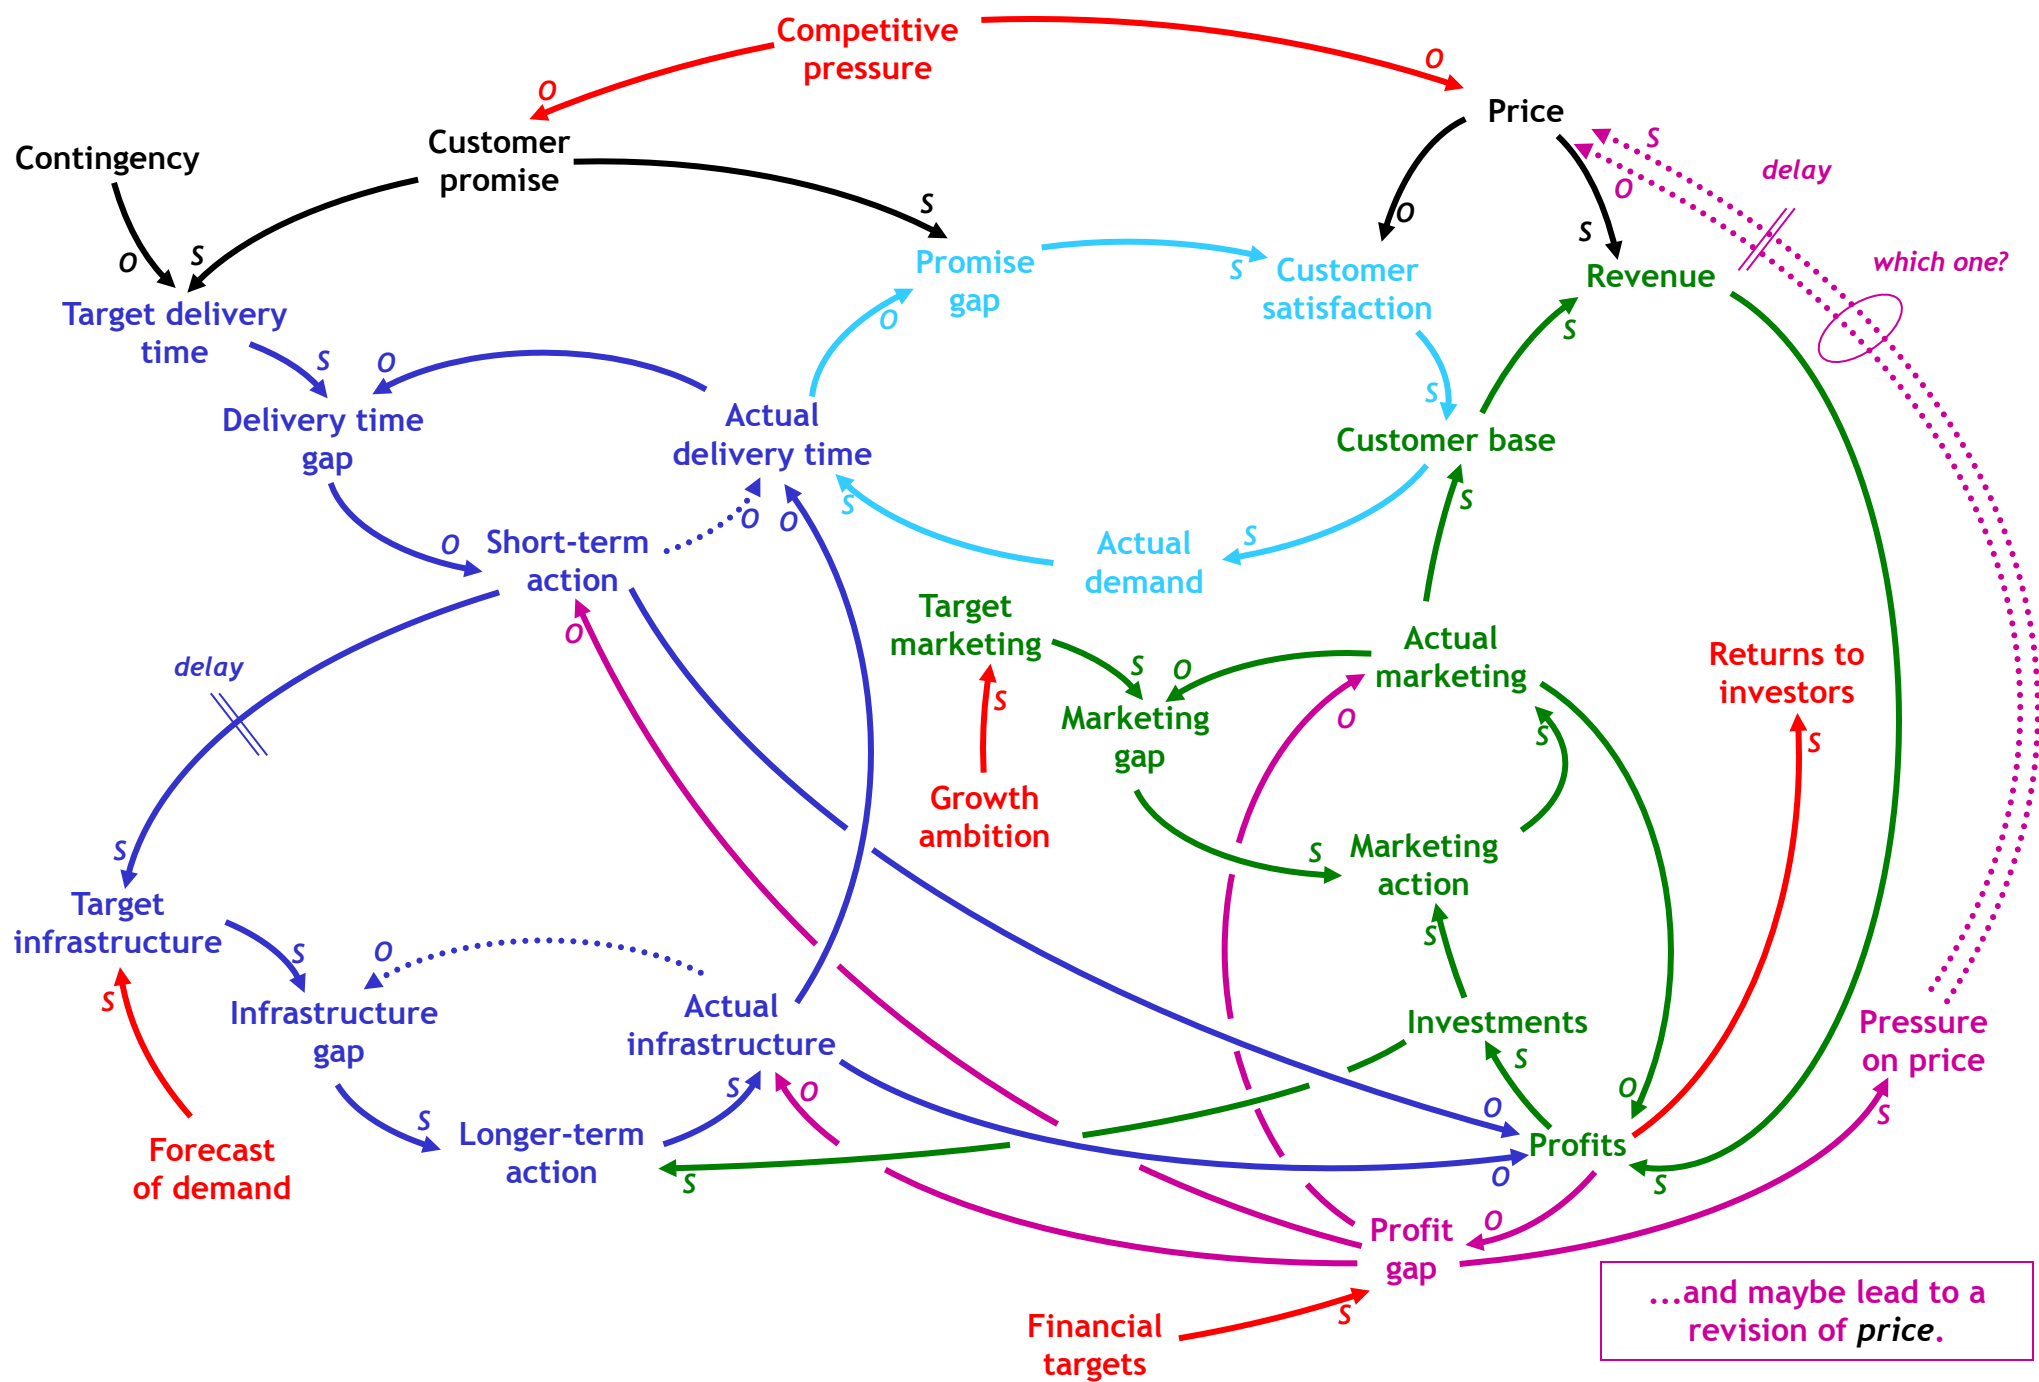 Competitive
pressure
O
O
Price
Customer
promise
Contingency
S
delay
O
S
O
S
O
S
which one?
Promise
gap
S
Customer
satisfaction
Revenue
Target delivery
time
O
S
S
O
S
Delivery time
gap
Actual
delivery time
Customer base
S
S
O
O
O
S
Short-term
action
Actual
demand
O
Target
marketing
Actual
marketing
Returns to
investors
S
O
delay
S
O
S
S
Marketing
gap
Growth
ambition
S
S
Marketing
action
Target
infrastructure
S
S
O
S
Infrastructure
gap
Actual
infrastructure
Investments
Pressure
on price
S
S
O
O
O
S
S
Longer-term
action
Profits
Forecast
of demand
S
O
S
O
Profit
gap
Financial
targets
S
...and maybe lead to a
revision of price.